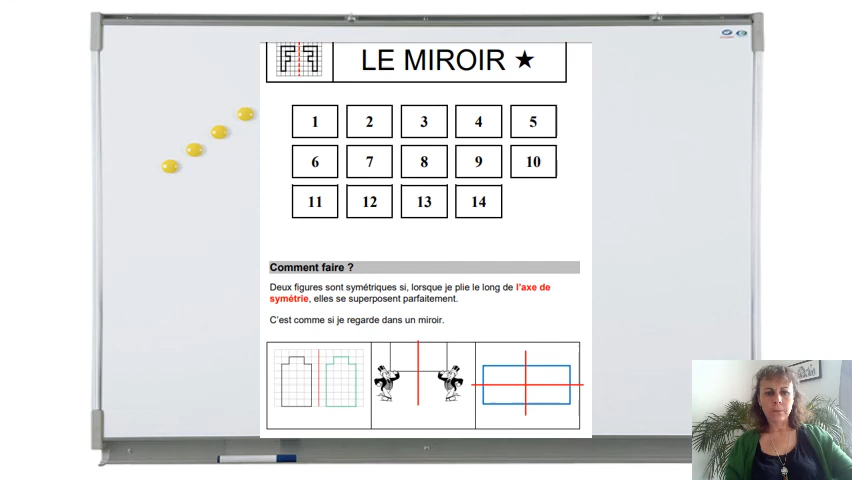 LE MIROIR ★
1 2 3 4 5
6 7 8 9 10
11 12 13 14
Comment faire ?
Deux figures sont symétriques si, lorsque je plie le long de l'axe de
symétrie, elles se superposent parfaitement.
C'est comme si je regarde dans un miroir.